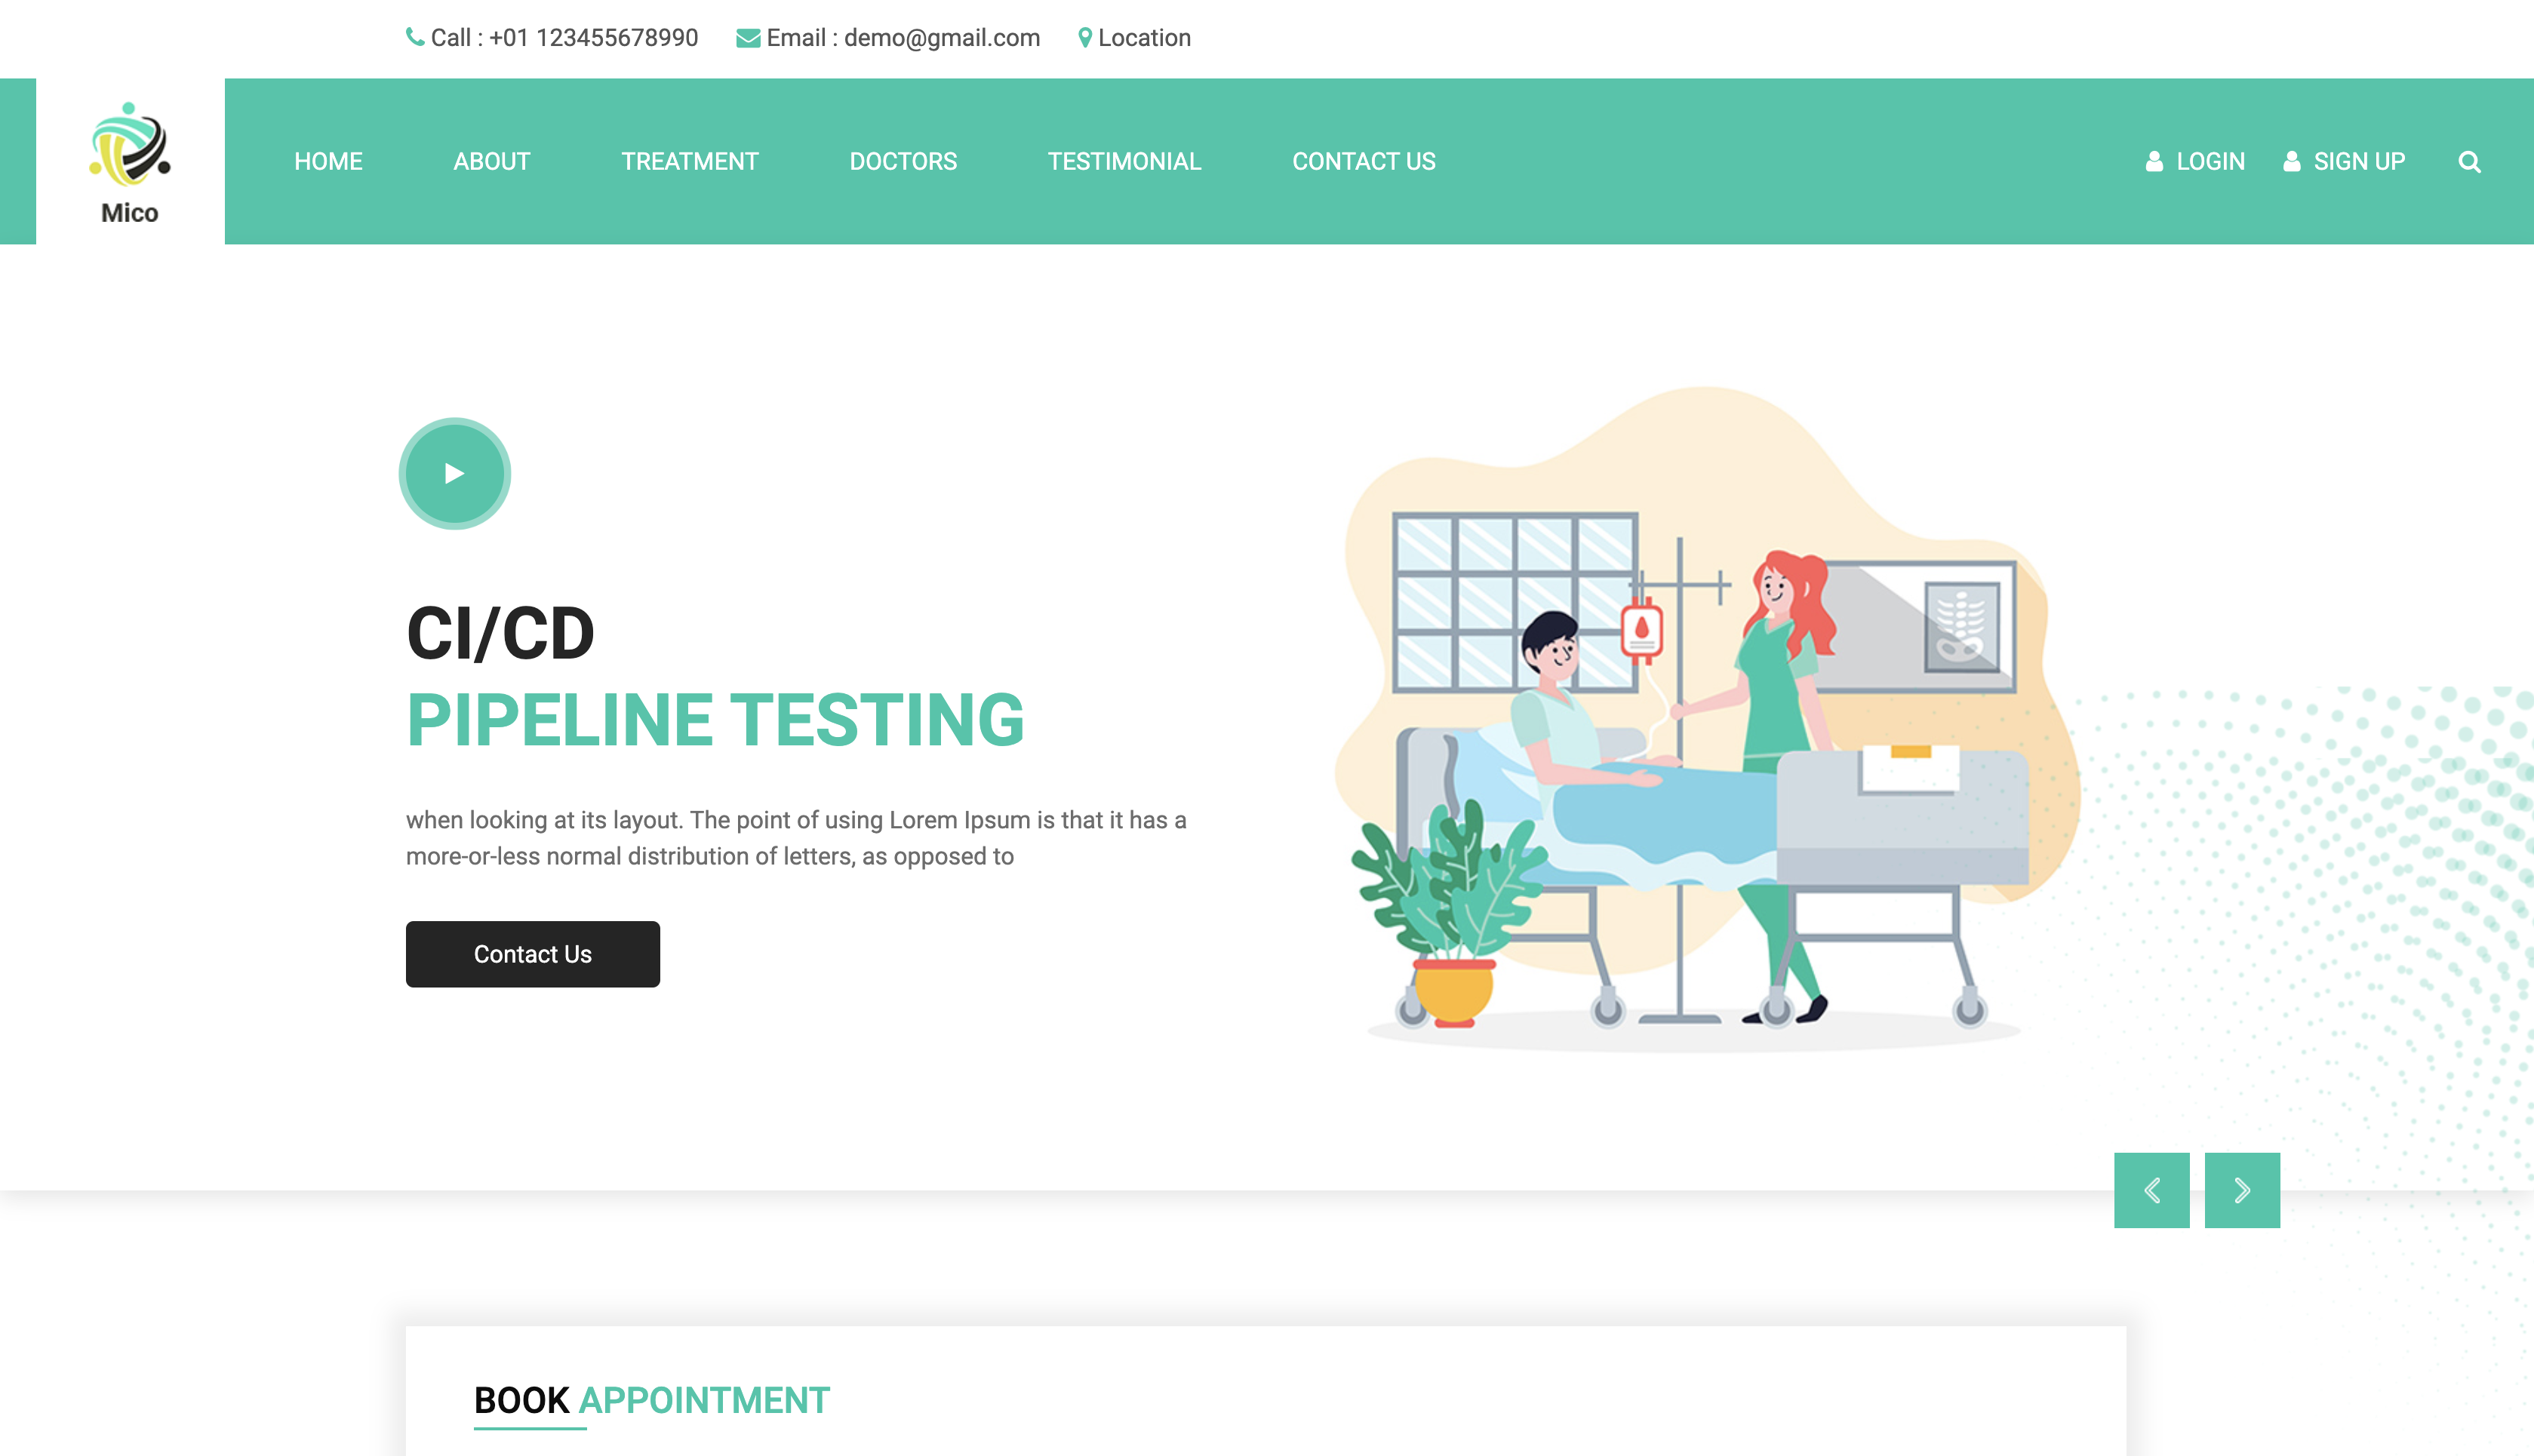 Call : +01 123455678990 Email : demo@gmail.com Location
Mico
HOME ABOUT TREATMENT DOCTORS TESTIMONIAL CONTACT US LOGIN SIGN UP
CI/CD
PIPELINE TESTING
when looking at its layout. The point of using Lorem Ipsum is that it has a
more-or-less normal distribution of letters, as opposed to
Contact Us
BOOK APPOINTMENT